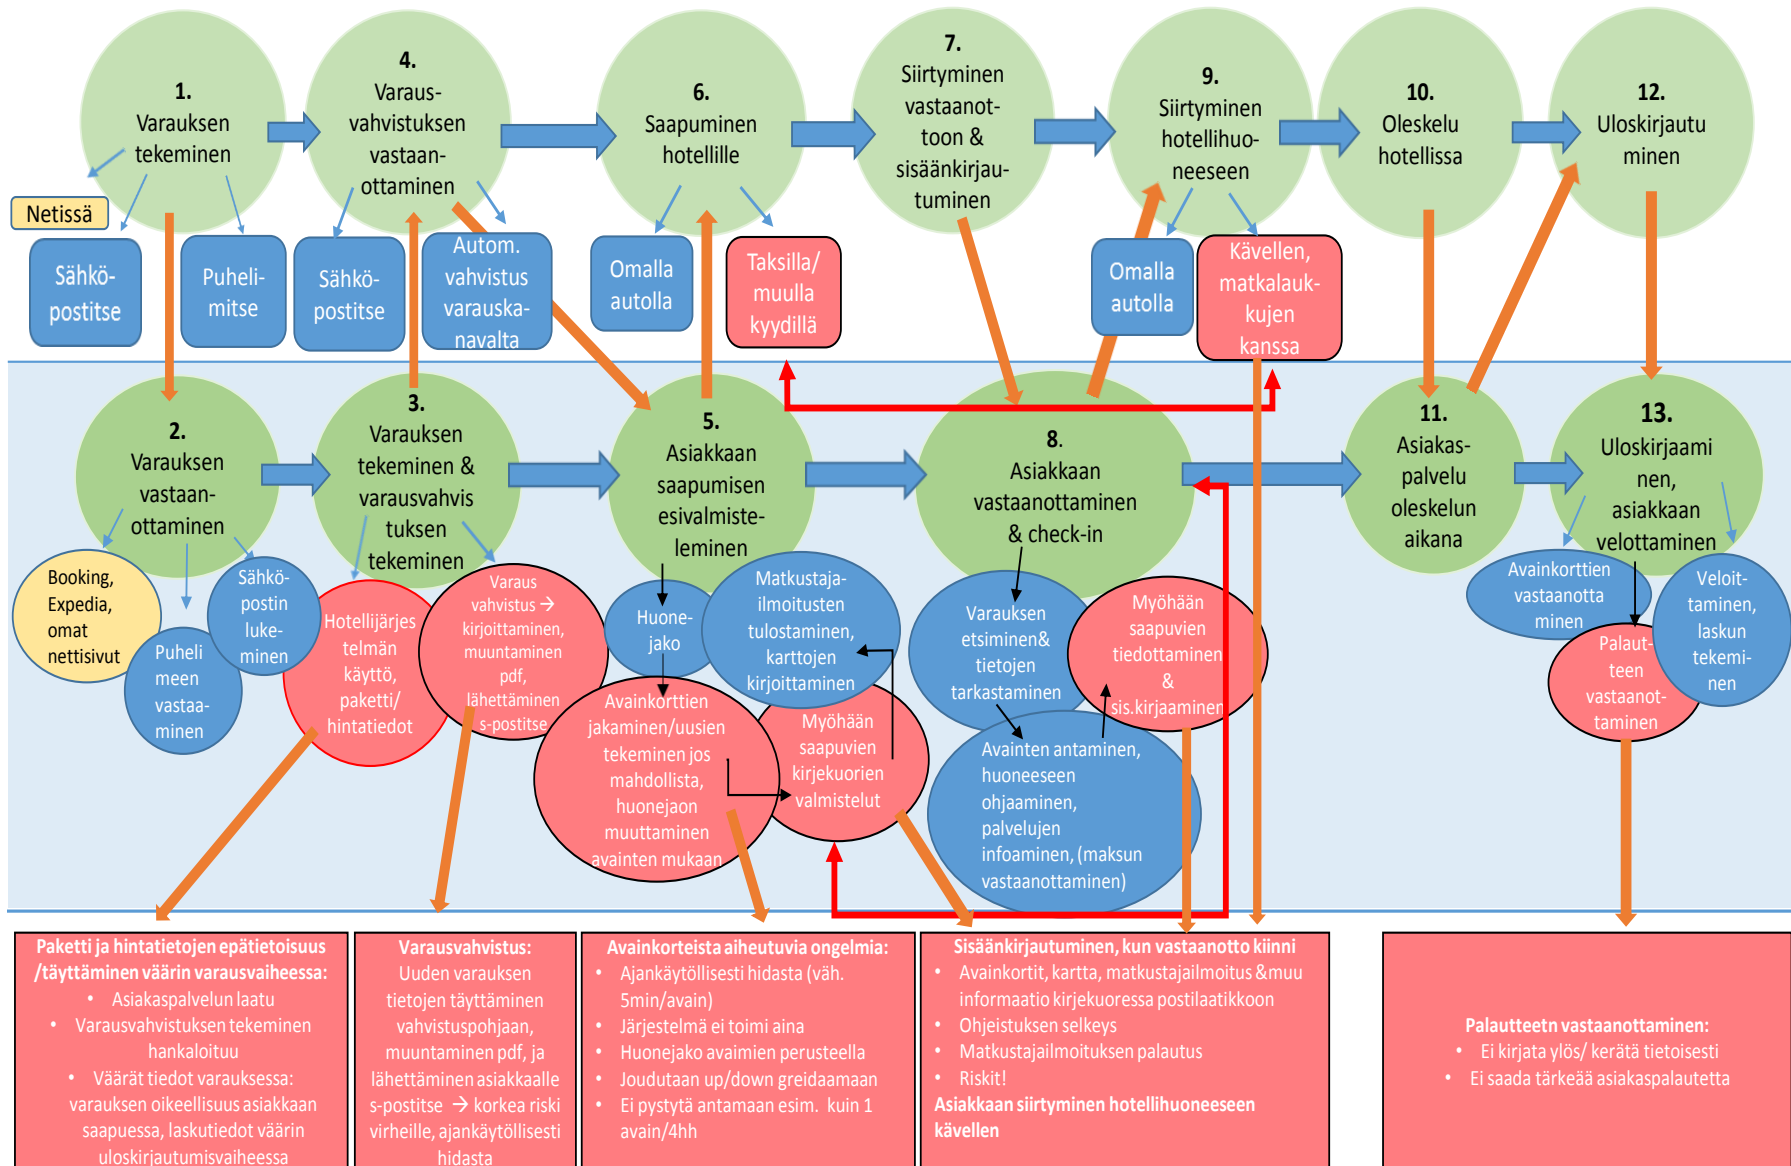 1.
Varauksen
tekeminen
4.
Varaus-
vahvistuksen
vastaan-
ottaminen
6.
Saapuminen
hotellille
7.
Siirtyminen
vastaanot-
toon &
sisäänkirjau-
tuminen
9.
Siirtyminen
hotellihuo-
neeseen
10.
Oleskelu
hotellissa
12.
Uloskirjautu
minen
Netissä
Sähkö-
postitse
Puheli-
mitse
Sähkö-
postitse
Autom.
vahvistus
varauska-
navalta
Omalla
autolla
Taksilla/
muulla
kyydillä
Omalla
autolla
Kävellen,
matkalauk-
kujen
kanssa
2.
Varauksen
vastaan-
ottaminen
3.
Varauksen
tekeminen &
varausvahvis
tuksen
tekeminen
5.
Asiakkaan
saapumisen
esivalmiste-
leminen
8.
Asiakkaan
vastaanottaminen
& check-in
11.
Asiakas-
palvelu
oleskelun
aikana
13.
Uloskirjaami
nen,
asiakkaan
velottaminen
Booking,
Expedia,
omat
nettisivut
Puheli
meen
vastaa-
minen
Sähkö-
postin
luke-
minen
Hotellijärjes
telmän
käyttö,
paketti/
hintatiedot
Varaus
vahvistus →
kirjoittaminen,
muuntaminen
pdf,
lähettäminen
s-postitse
Huone-
jako
Matkustaja-
ilmoitusten
tulostaminen,
karttojen
kirjoittaminen
Avainkorttien
jakaminen/uusien
tekeminen jos
mahdollista,
huonejaon
muuttaminen
avainten mukaan
Myöhään
saapuvien
kirjekuorien
valmistelut
Varauksen
etsiminen&
tietojen
tarkastaminen
Myöhään
saapuvien
tiedottaminen
&
sis.kirjaaminen
Avainten antaminen,
huoneeseen
ohjaaminen,
palvelujen
infoaminen, (maksun
vastaanottaminen)
Avainkorttien
vastaanotta
minen
Palaut-
teen
vastaanot-
taminen
Veloit-
taminen,
laskun
tekemi-
nen
Paketti ja hintatietojen epätietoisuus
/täyttäminen väärin varausvaiheessa:
• Asiakaspalvelun laatu
• Varausvahvistuksen tekeminen
hankaloituu
• Väärät tiedot varauksessa:
varauksen oikeellisuus asiakkaan
saapuessa, laskutiedot väärin
uloskirjautumisvaiheessa
Varausvahvistus:
Uuden varauksen
tietojen täyttäminen
vahvistuspohjaan,
muuntaminen pdf, ja
lähettäminen asiakkaalle
s-postitse → korkea riski
virheille, ajankäytöllisesti
hidasta
Avainkorteista aiheutuvia ongelmia:
• Ajankäytöllisesti hidasta (väh.
5min/avain)
• Järjestelmä ei toimi aina
• Huonejako avaimien perusteella
• Joudutaan up/down greidaamaan
• Ei pystytä antamaan esim. kuin 1
avain/4hh
Sisäänkirjautuminen, kun vastaanotto kiinni
• Avainkortit, kartta, matkustajailmoitus &muu
informaatio kirjekuoressa postilaatikkoon
• Ohjeistuksen selkeys
• Matkustajailmoituksen palautus
• Riskit!
Asiakkaan siirtyminen hotellihuoneeseen
kävellen
Palautteetn vastaanottaminen:
• Ei kirjata ylös/ kerätä tietoisesti
• Ei saada tärkeää asiakaspalautetta